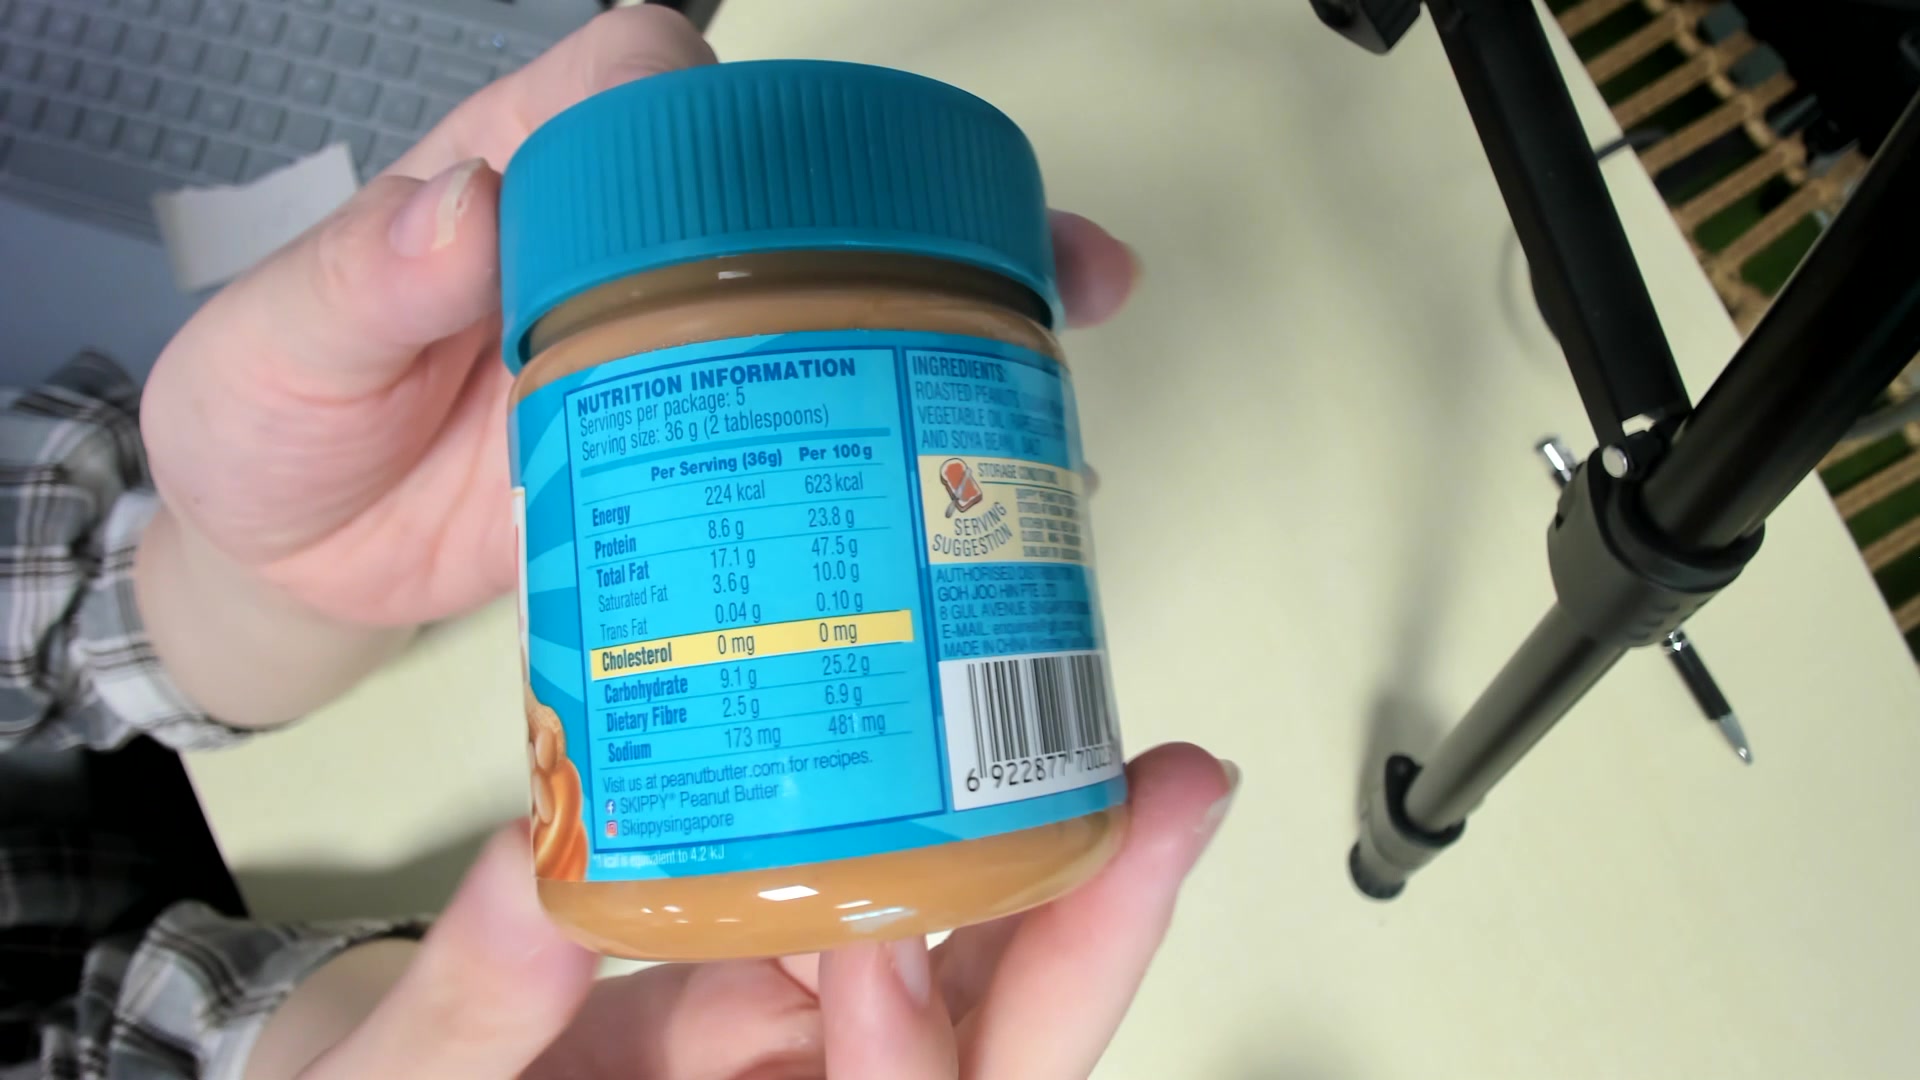 NUTRITION INFORMATION
Servings per package: 5
Serving size: 36 g (2 tablespoons)
Per Serving (36g) Per 100g
Energy 224 kcal 623 kcal
Protein 8.6 g 23.8 g
Total Fat 17.1 g 47.5 g
Saturated Fat 3.6 g 10.0 g
Trans Fat 0.04 g 0.10 g
Cholesterol 0 mg 0 mg
Carbohydrate 9.1 g 25.2 g
Dietary Fibre 2.5 g 6.9 g
Sodium 173 mg 481 mg
Visit us at peanutbutter.com for recipes.
SKIPPY® Peanut Butter
Skippysingapore
kcal is equivalent to 4.2 kJ
INGREDIENTS:
ROASTED PEANUTS
VEGETABLE OIL
AND SOYA BEAN, SALT
STORAGE CONDITIONS
SERVING
SUGGESTION
AUTHORISED
GOH JOO HIN PTE LTD
8 GUL AVENUE
E-MAIL:
MADE IN CHINA
6 922877